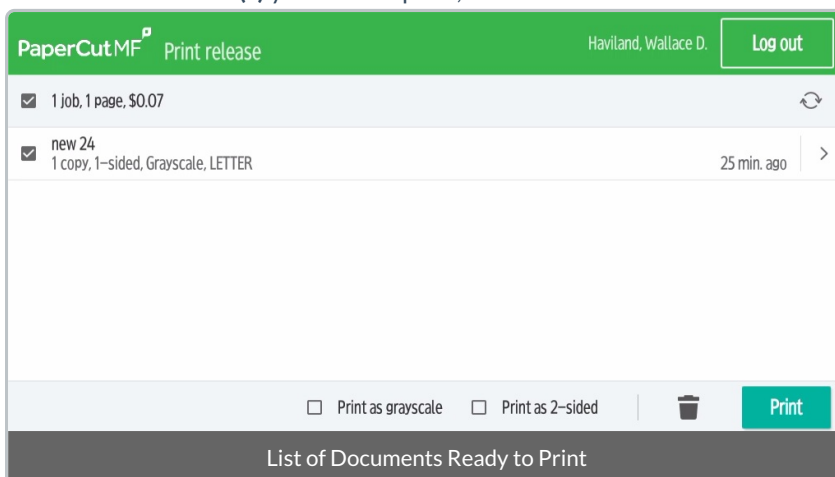 PaperCut MF Print release
Haviland, Wallace D.
Log out
1 job, 1 page, $0.07
new 24
1 copy, 1-sided, Grayscale, LETTER
25 min. ago
Print as grayscale
Print as 2-sided
Print
List of Documents Ready to Print